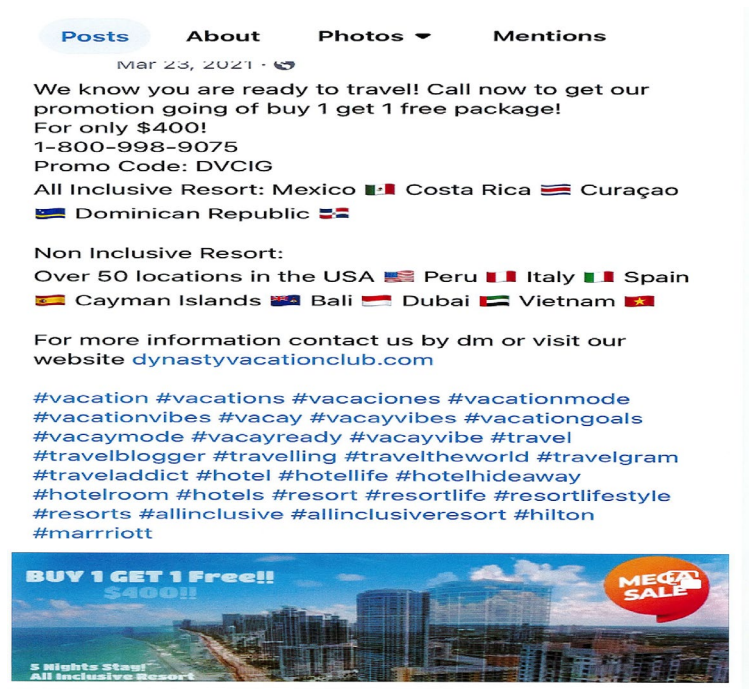 Posts About Photos Mentions
Mar 23, 2021 ·
We know you are ready to travel! Call now to get our
promotion going of buy 1 get 1 free package!
For only $400!
1-800-998-9075
Promo Code: DVCIG
All Inclusive Resort: Mexico 🇲🇽 Costa Rica 🇨🇷 Curaçao
🇨🇼 Dominican Republic 🇩🇴
Non Inclusive Resort:
Over 50 locations in the USA 🇺🇸 Peru 🇵🇪 Italy 🇮🇹 Spain
🇪🇸 Cayman Islands 🇰🇾 Bali 🇮🇩 Dubai 🇦🇪 Vietnam 🇻🇳
For more information contact us by dm or visit our
website dynastyvacationclub.com
#vacation #vacations #vacaciones #vacationmode
#vacationvibes #vacay #vacayvibes #vacationgoals
#vacaymode #vacayready #vacayvibe #travel
#travelblogger #travelling #traveltheworld #travelgram
#traveladdict #hotel #hotellife #hotelhideaway
#hotelroom #hotels #resort #resortlife #resortlifestyle
#resorts #allinclusive #allinclusiveresort #hilton
#marrriott
BUY 1 GET 1 Free!!
$400!!
MEGA
SALE
5 Nights Stay!
All Inclusive Resort